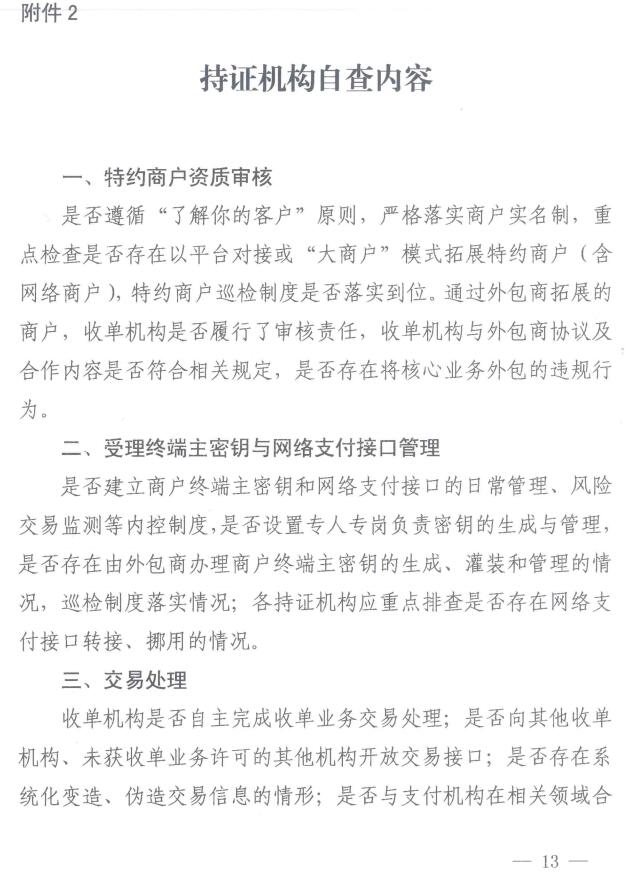 附件2
持证机构自查内容
一、特约商户资质审核
是否遵循“了解你的客户”原则，严格落实商户实名制，重
点检查是否存在以平台对接或“大商户”模式拓展特约商户（含
网络商户），特约商户巡检制度是否落实到位。通过外包商拓展的
商户，收单机构是否履行了审核责任，收单机构与外包商协议及
合作内容是否符合相关规定，是否存在将核心业务外包的违规行
为。
二、受理终端主密钥与网络支付接口管理
是否建立商户终端主密钥和网络支付接口的日常管理、风险
交易监测等内控制度，是否设置专人专岗负责密钥的生成与管理，
是否存在由外包商办理商户终端主密钥的生成、灌装和管理的情
况，巡检制度落实情况；各持证机构应重点排查是否存在网络支
付接口转接、挪用的情况。
三、交易处理
收单机构是否自主完成收单业务交易处理；是否向其他收单
机构、未获收单业务许可的其他机构开放交易接口；是否存在系
统化变造、伪造交易信息的情形；是否与支付机构在相关领域合
— 13 —